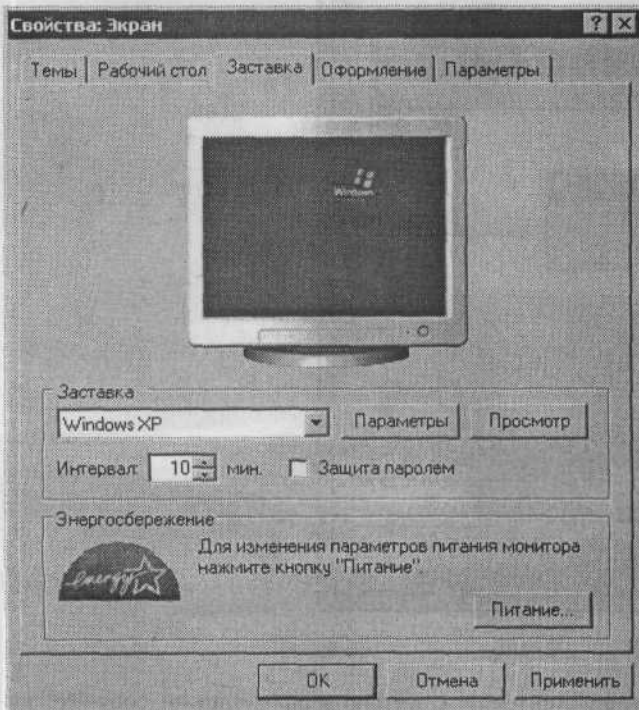 Свойства: Экран
Темы Рабочий стол Заставка Оформление Параметры
Windows
Заставка
Windows XP Параметры Просмотр
Интервал: 10 мин. Защита паролем
Энергосбережение
energy
Для изменения параметров питания монитора
нажмите кнопку "Питание".
Питание...
OK Отмена Применить